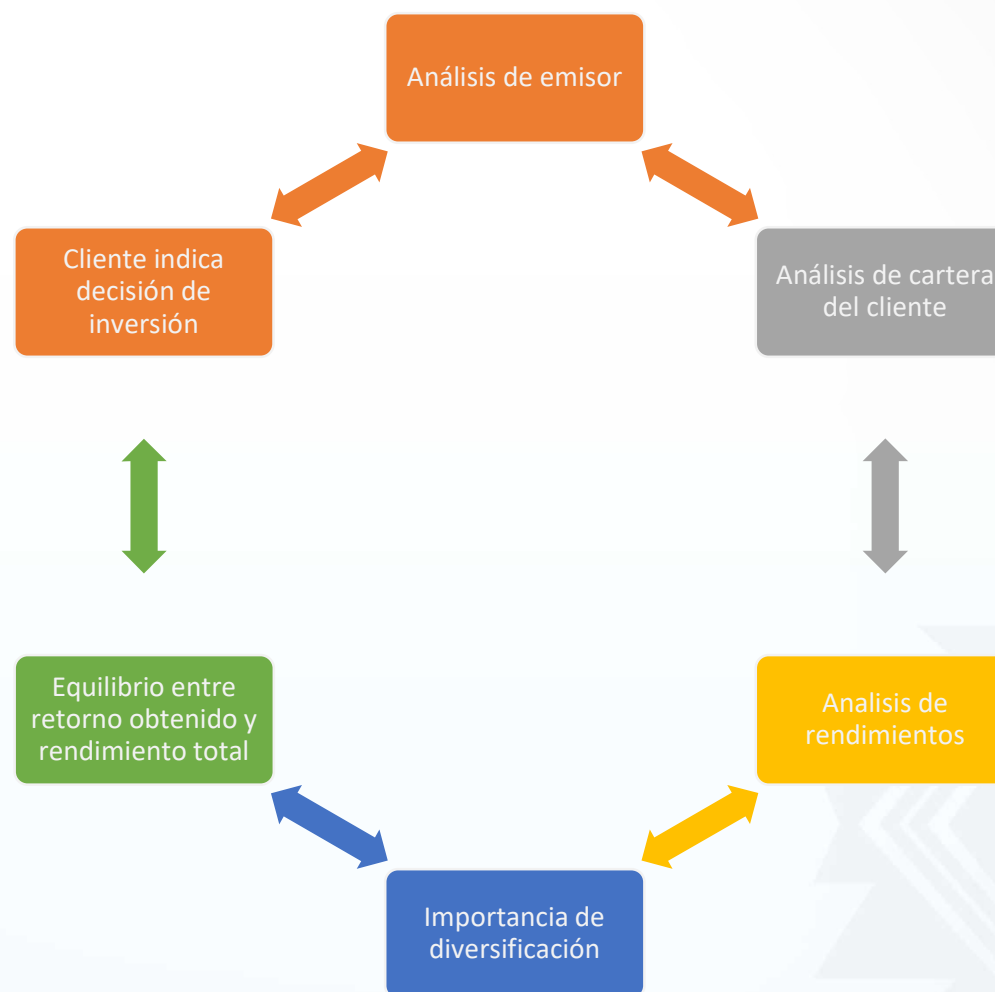 Análisis de emisor
Cliente indica
decisión de
inversión
Análisis de cartera
del cliente
Equilibrio entre
retorno obtenido y
rendimiento total
Analisis de
rendimientos
Importancia de
diversificación